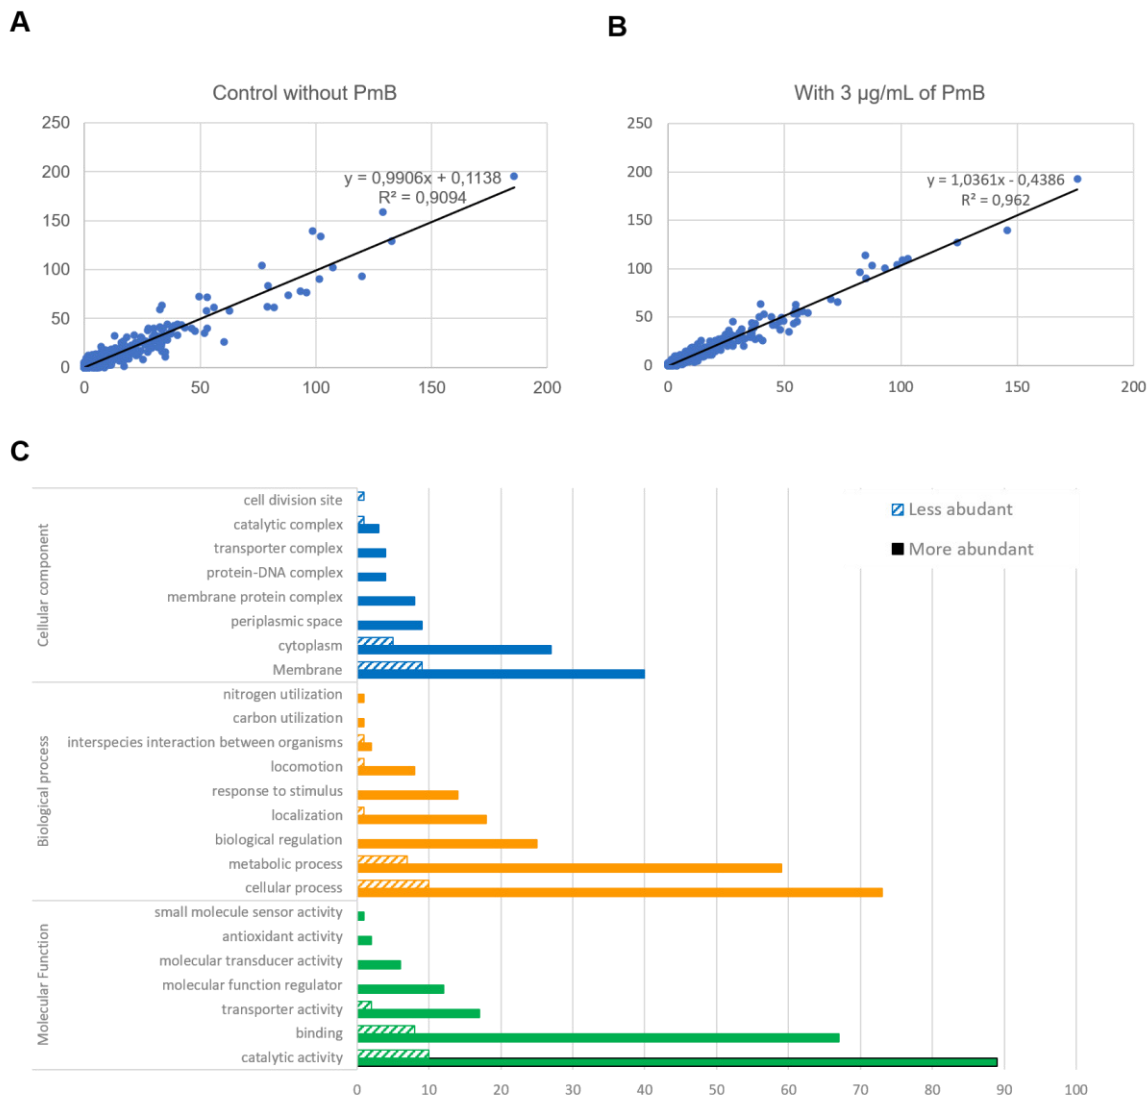 A
B
Control without PmB
With 3 µg/mL of PmB
250
200
150
100
50
0
y = 0,9906x + 0,1138
R² = 0,9094
0
50
100
150
200
250
200
150
100
50
0
y = 1,0361x - 0,4386
R² = 0,962
0
50
100
150
200
C
Cellular component
cell division site
catalytic complex
transporter complex
protein-DNA complex
membrane protein complex
periplasmic space
cytoplasm
Membrane
Biological process
nitrogen utilization
carbon utilization
interspecies interaction between organisms
locomotion
response to stimulus
localization
biological regulation
metabolic process
cellular process
Molecular Function
small molecule sensor activity
antioxidant activity
molecular transducer activity
molecular function regulator
transporter activity
binding
catalytic activity
Less abudant
More abundant
0
10
20
30
40
50
60
70
80
90
100